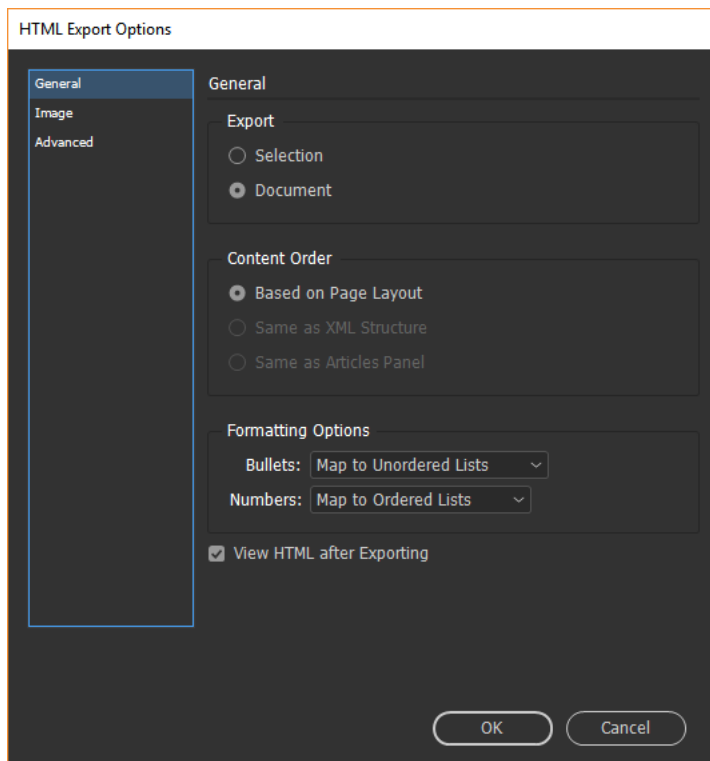 HTML Export Options
General
Image
Advanced
General
Export
Selection
Document
Content Order
Based on Page Layout
Same as XML Structure
Same as Articles Panel
Formatting Options
Bullets: Map to Unordered Lists
Numbers: Map to Ordered Lists
View HTML after Exporting
OK Cancel